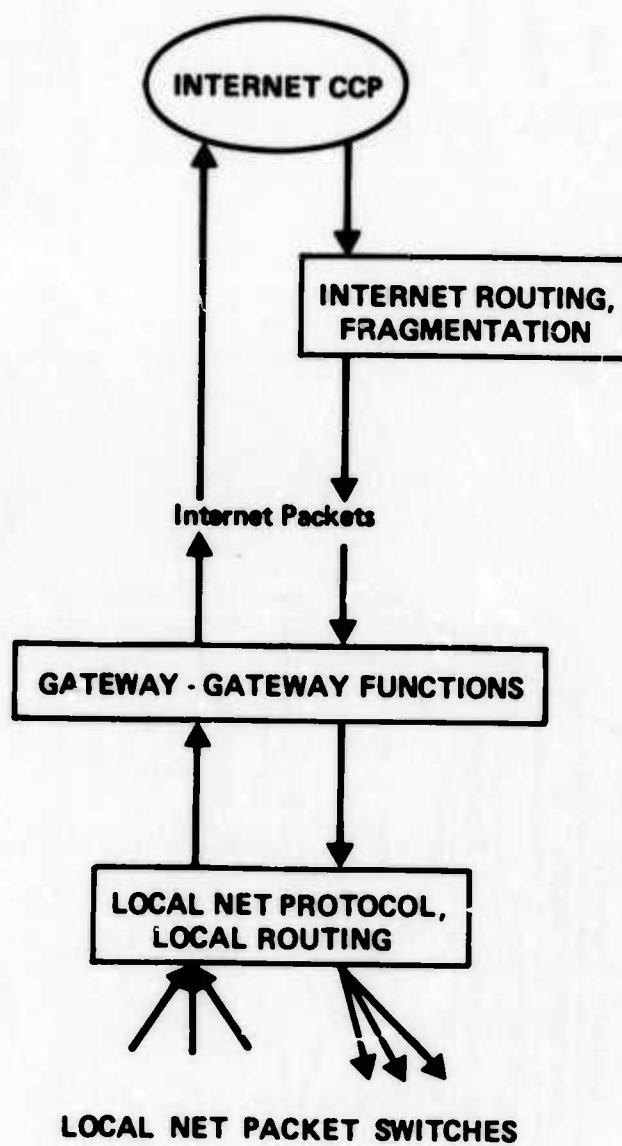 INTERNET CCP
INTERNET ROUTING,
FRAGMENTATION
Internet Packets
GATEWAY - GATEWAY FUNCTIONS
LOCAL NET PROTOCOL,
LOCAL ROUTING
LOCAL NET PACKET SWITCHES